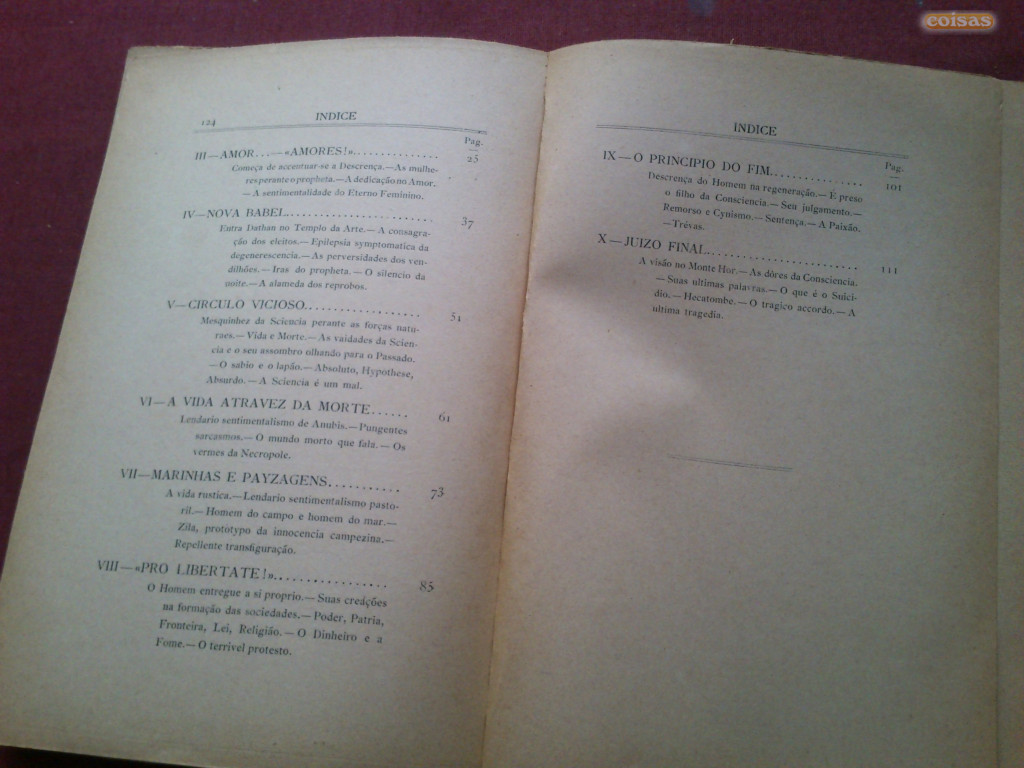 124
INDICE
Pag.
III—AMOR...—«AMORES!»................ 25
Começa de accentuar-se a Descrença.—As mulhe-
res perante o propheta.—A dedicação no Amor.
—A sentimentalidade do Eterno Feminino.
IV—NOVA BABEL........................... 37
Entra Dathan no Templo da Arte.—A consagra-
ção dos eleitos.—Epilepsia symptomatica da
degenerescencia.—As perversidades dos ven-
dilhões.—Iras do propheta.—O silencio da
noite.—A alameda dos reprobos.
V—CIRCULO VICIOSO..................... 51
Mesquinhez da Sciencia perante as forças natu-
raes.—Vida e Morte.—As vaidades da Scien-
cia e o seu assombro olhando para o Passado.
—O sabio e o lapão.—Absoluto, Hypothese,
Absurdo.—A Sciencia é um mal.
VI—A VIDA ATRAVEZ DA MORTE...... 61
Lendario sentimentalismo de Anubis.—Pungentes
sarcasmos.—O mundo morto que fala.—Os
vermes da Necropole.
VII—MARINHAS E PAYZAGENS.......... 73
A vida rustica.—Lendario sentimentalismo pasto-
ril.—Homem do campo e homem do mar.—
Zila, prototypo da innocencia campezina.—
Repellente transfiguração.
VIII—«PRO LIBERTATE!»................. 85
O Homem entregue a si proprio.—Suas creáções
na formação das sociedades.—Poder, Patria,
Fronteira, Lei, Religião.—O Dinheiro e a
Fome.—O terrivel protesto.
INDICE
Pag.
IX—O PRINCIPIO DO FIM................ 101
Descrença do Homem na regeneração.—É preso
o filho da Consciencia.—Seu julgamento.—
Remorso e Cynismo.—Sentença.—A Paixão.
—Trévas.
X—JUIZO FINAL.......................... 111
A visão no Monte Hor.—As dôres da Consciencia.
—Suas ultimas palavras.—O que é o Suici-
dio.—Hecatombe.—O tragico accordo.—A
ultima tragedia.
coisas